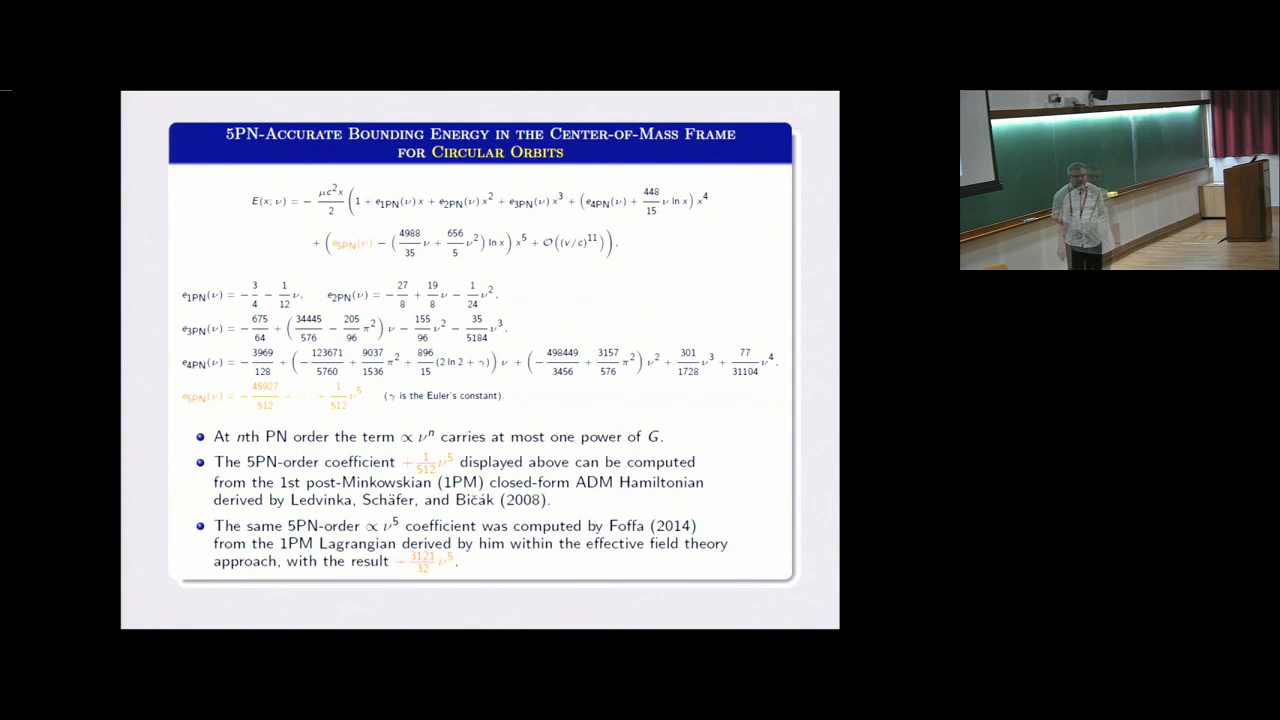 5PN-Accurate Bounding Energy in the Center-of-Mass Frame
for Circular Orbits
E(x; ν) = − μc²x/2 (1 + e1PN(ν) x + e2PN(ν) x² + e3PN(ν) x³ + (e4PN(ν) + 448/15 ν ln x) x⁴
+ (e5PN(ν) − (4988/35 ν + 656/5 ν²) ln x) x⁵ + O((v/c)¹¹)),
e1PN(ν) = −3/4 − 1/12 ν, e2PN(ν) = −27/8 + 19/8 ν − 1/24 ν²,
e3PN(ν) = −675/64 + (34445/576 − 205/96 π²) ν − 155/96 ν² − 35/5184 ν³,
e4PN(ν) = −3969/128 + (−123671/5760 + 9037/1536 π² + 896/15 (2 ln 2 + γ)) ν + (−498449/3456 + 3157/576 π²) ν² + 301/1728 ν³ + 77/31104 ν⁴,
e5PN(ν) = −45927/512 + ··· + 1/512 ν⁵ (γ is the Euler's constant).
At nth PN order the term ∝ νⁿ carries at most one power of G.
The 5PN-order coefficient +1/512 ν⁵ displayed above can be computed
from the 1st post-Minkowskian (1PM) closed-form ADM Hamiltonian
derived by Ledvinka, Schäfer, and Bičák (2008).
The same 5PN-order ∝ ν⁵ coefficient was computed by Foffa (2014)
from the 1PM Lagrangian derived by him within the effective field theory
approach, with the result +3121/32 ν⁵.